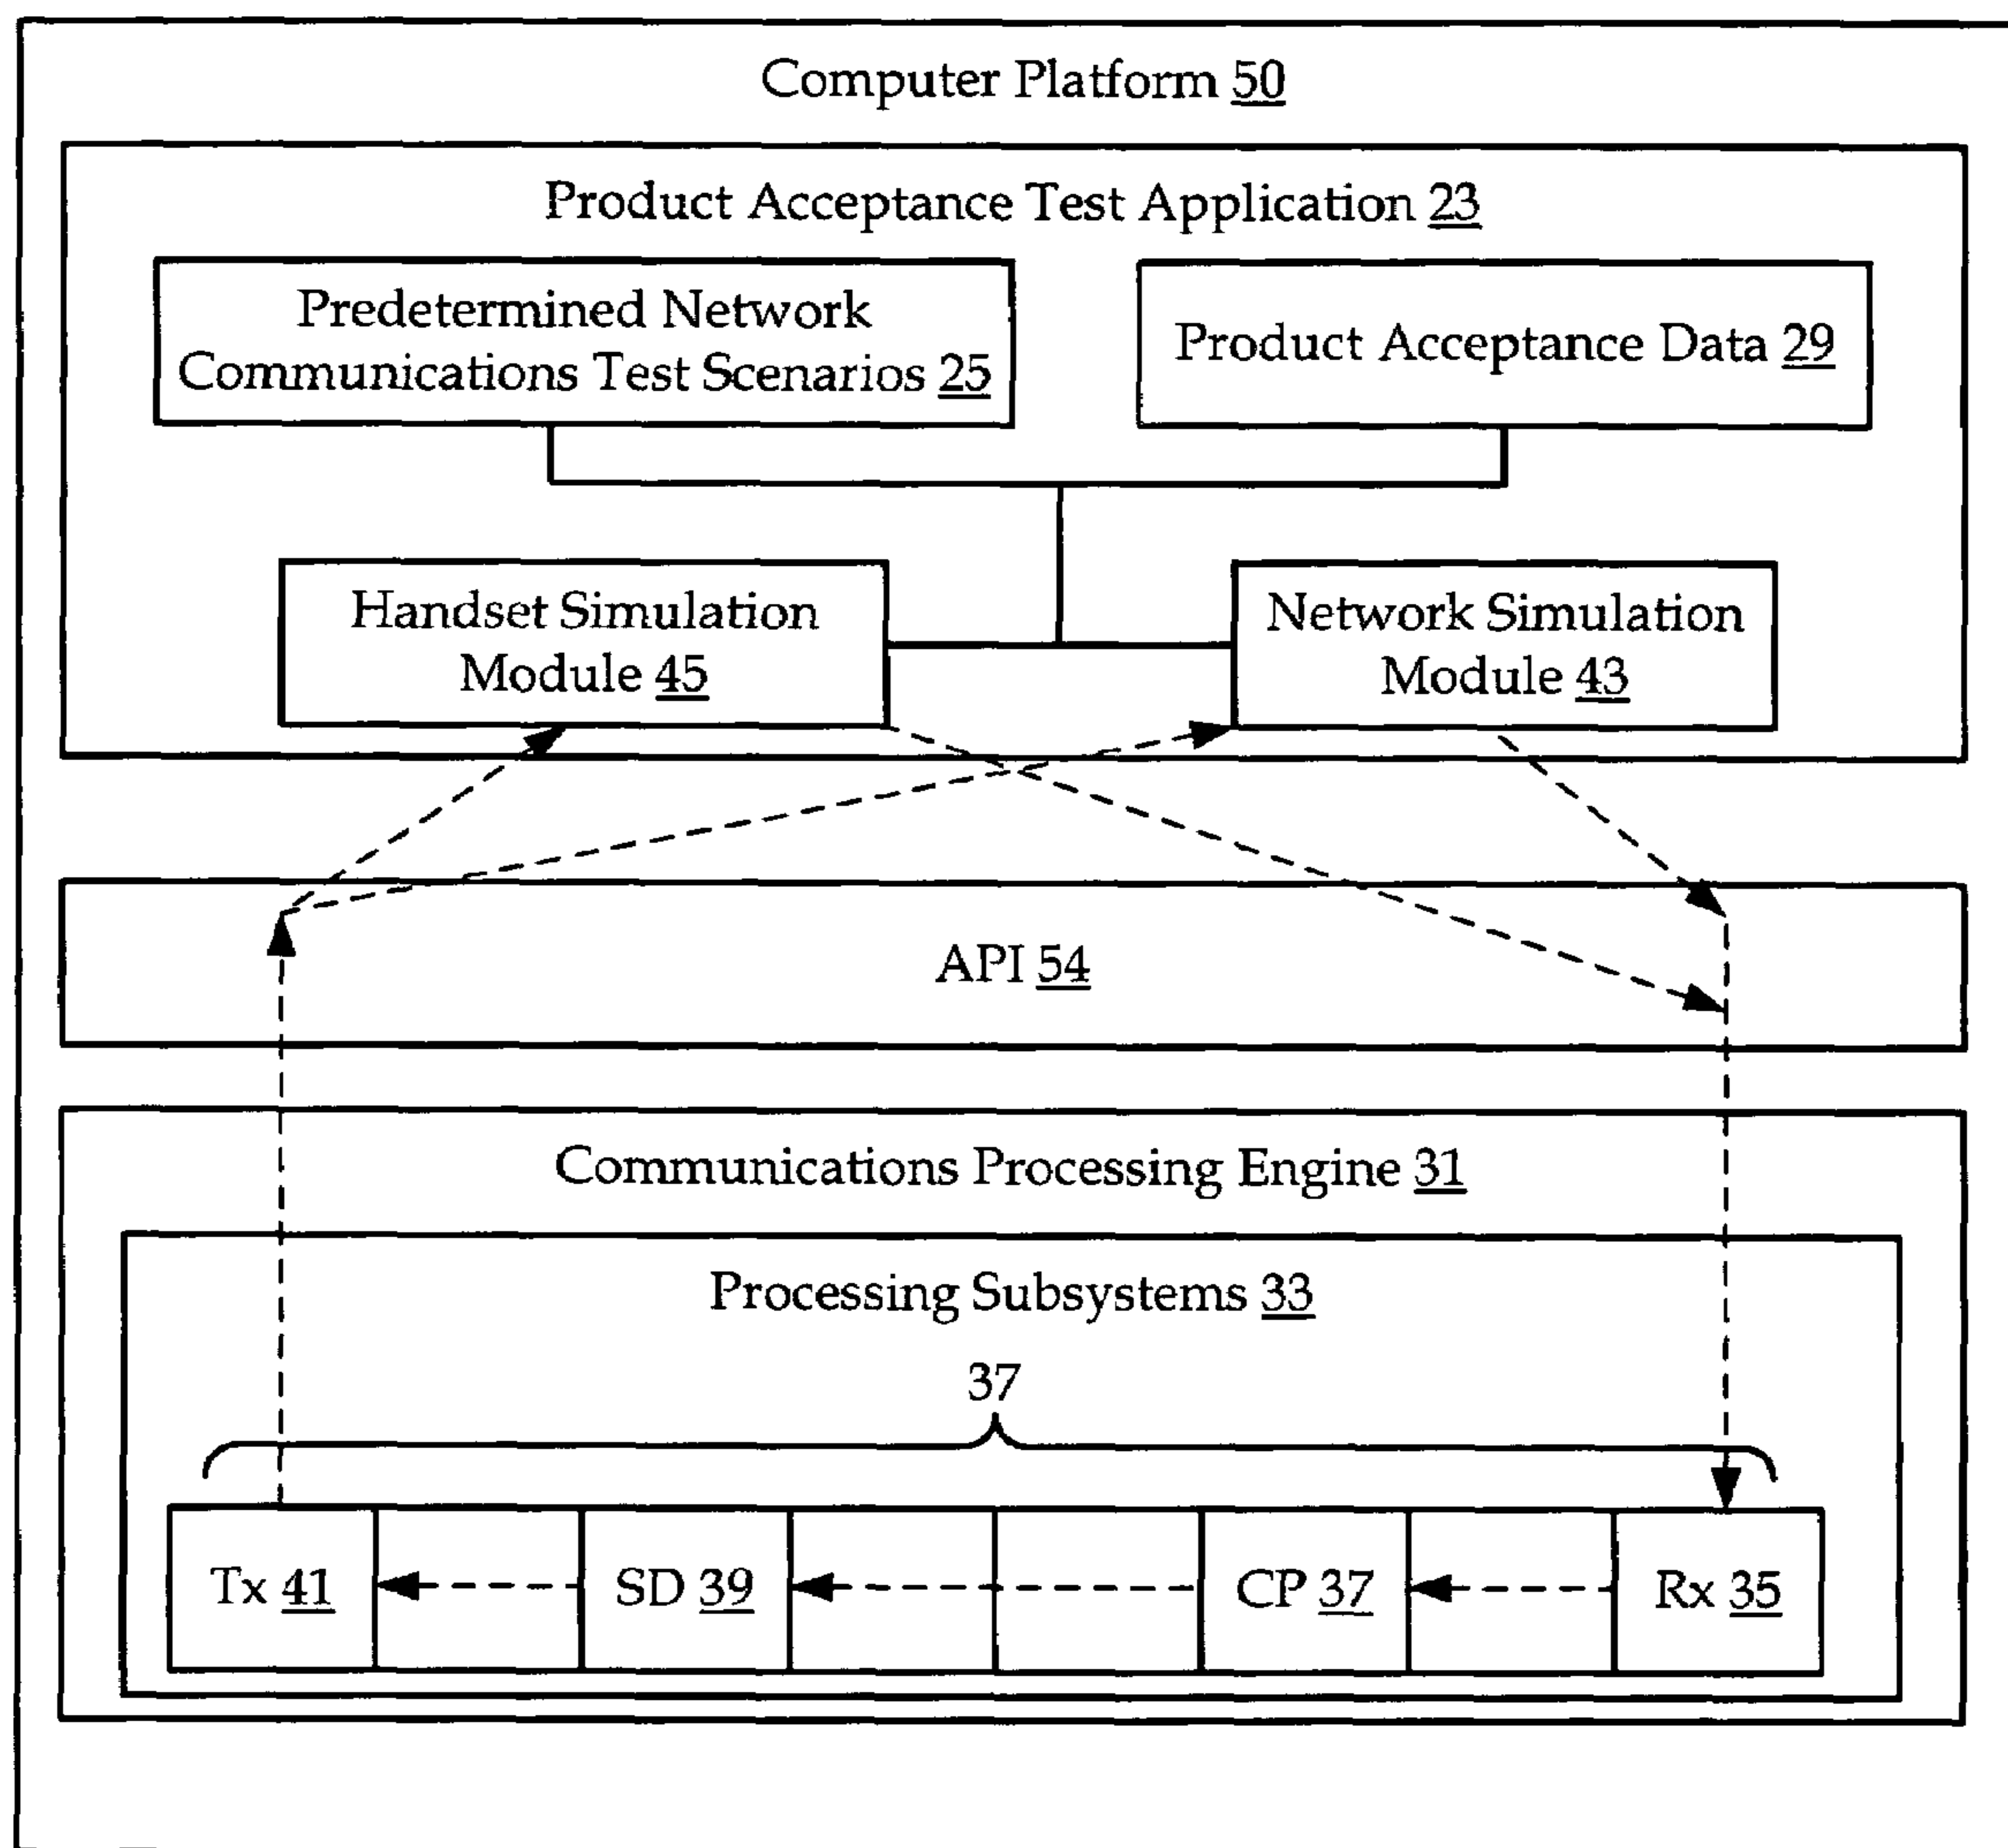 Computer Platform 50
Product Acceptance Test Application 23
Predetermined Network
Communications Test Scenarios 25
Product Acceptance Data 29
Handset Simulation
Module 45
Network Simulation
Module 43
API 54
Communications Processing Engine 31
Processing Subsystems 33
37
Tx 41
SD 39
CP 37
Rx 35